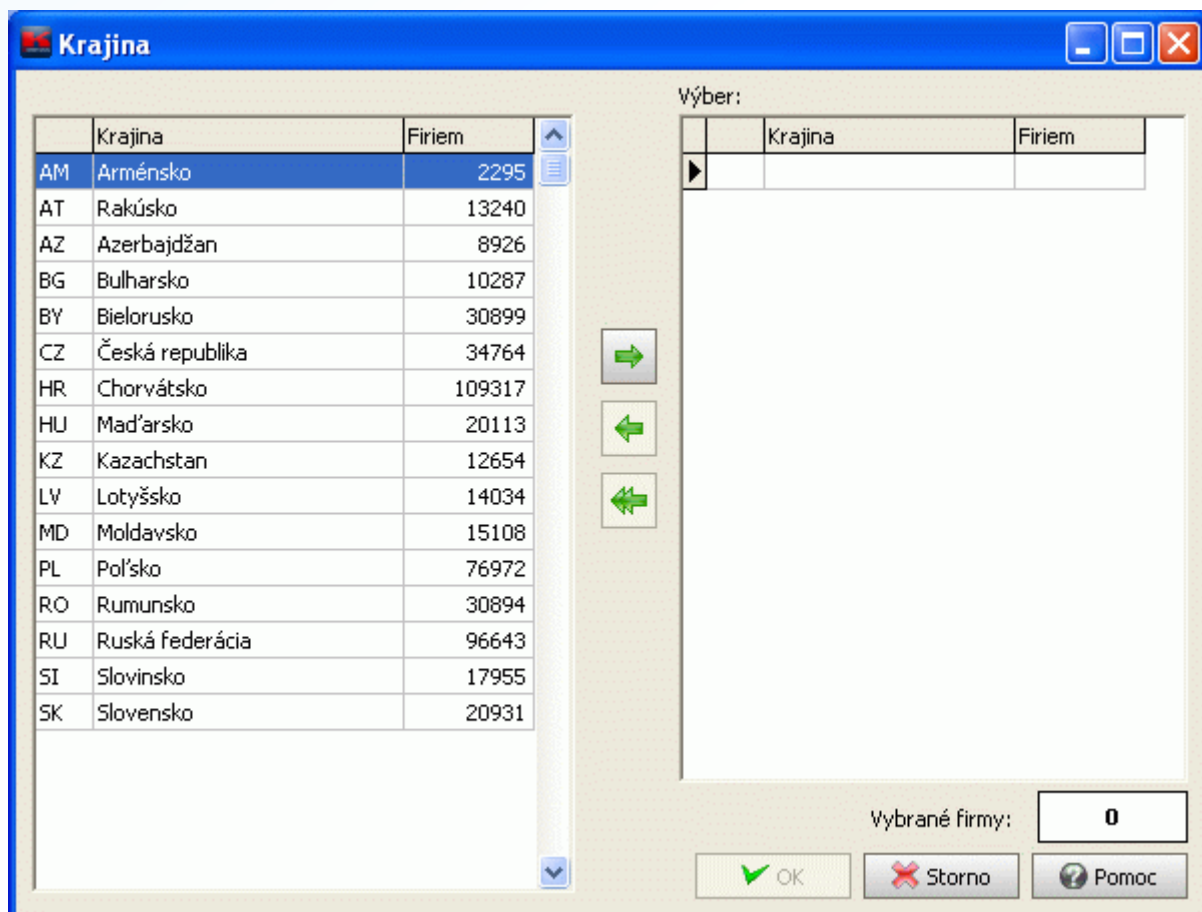 Krajina
Výber:
Krajina Firiem
AM Arménsko 2295
AT Rakúsko 13240
AZ Azerbajdžan 8926
BG Bulharsko 10287
BY Bielorusko 30899
CZ Česká republika 34764
HR Chorvátsko 109317
HU Maďarsko 20113
KZ Kazachstan 12654
LV Lotyšsko 14034
MD Moldavsko 15108
PL Poľsko 76972
RO Rumunsko 30894
RU Ruská federácia 96643
SI Slovinsko 17955
SK Slovensko 20931
Krajina Firiem
Vybrané firmy: 0
OK Storno Pomoc